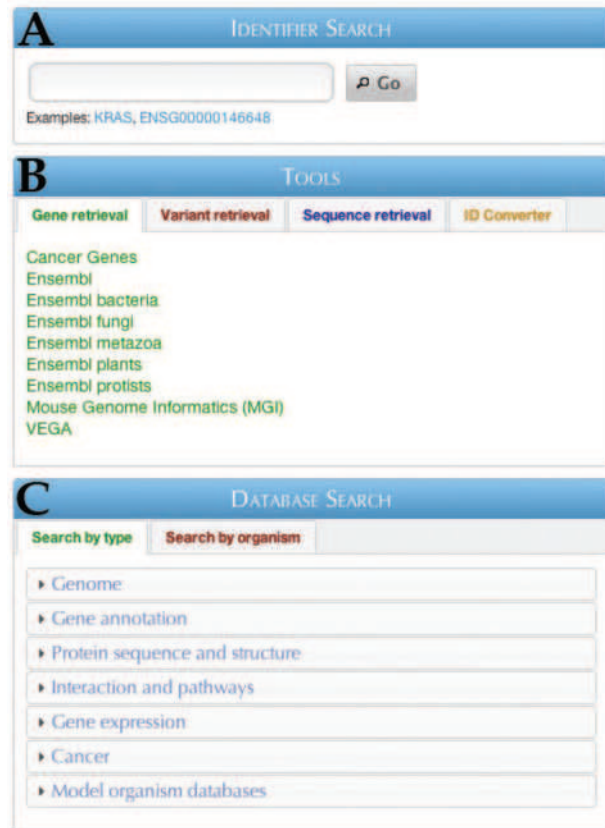 A
IDENTIFIER SEARCH
Go
Examples: KRAS, ENSG00000146648
B
TOOLS
Gene retrieval Variant retrieval Sequence retrieval ID Converter
Cancer Genes
Ensembl
Ensembl bacteria
Ensembl fungi
Ensembl metazoa
Ensembl plants
Ensembl protists
Mouse Genome Informatics (MGI)
VEGA
C
DATABASE SEARCH
Search by type Search by organism
Genome
Gene annotation
Protein sequence and structure
Interaction and pathways
Gene expression
Cancer
Model organism databases